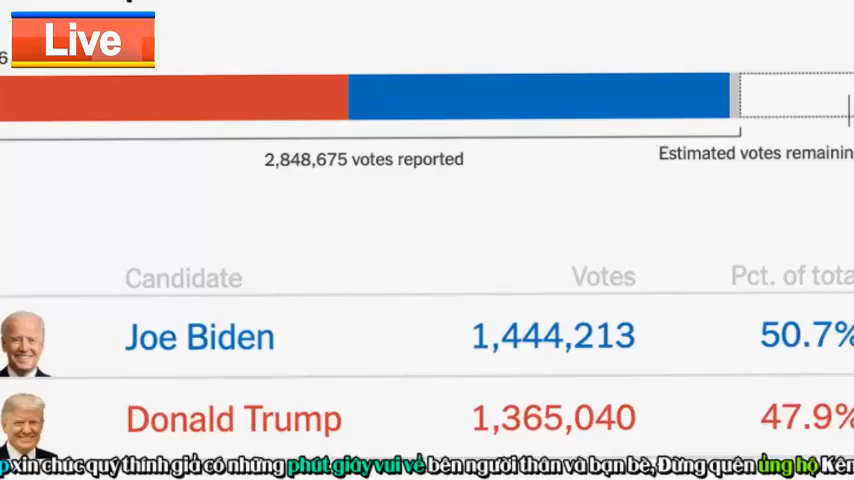 Live
6
2,848,675 votes reported
Estimated votes remainin
Candidate Votes Pct. of tota
Joe Biden 1,444,213 50.7%
Donald Trump 1,365,040 47.9%
p xin chúc quý thính giả có những phút giây vui vẻ bên người thân và bạn bè, Đừng quên ủng hộ Kên